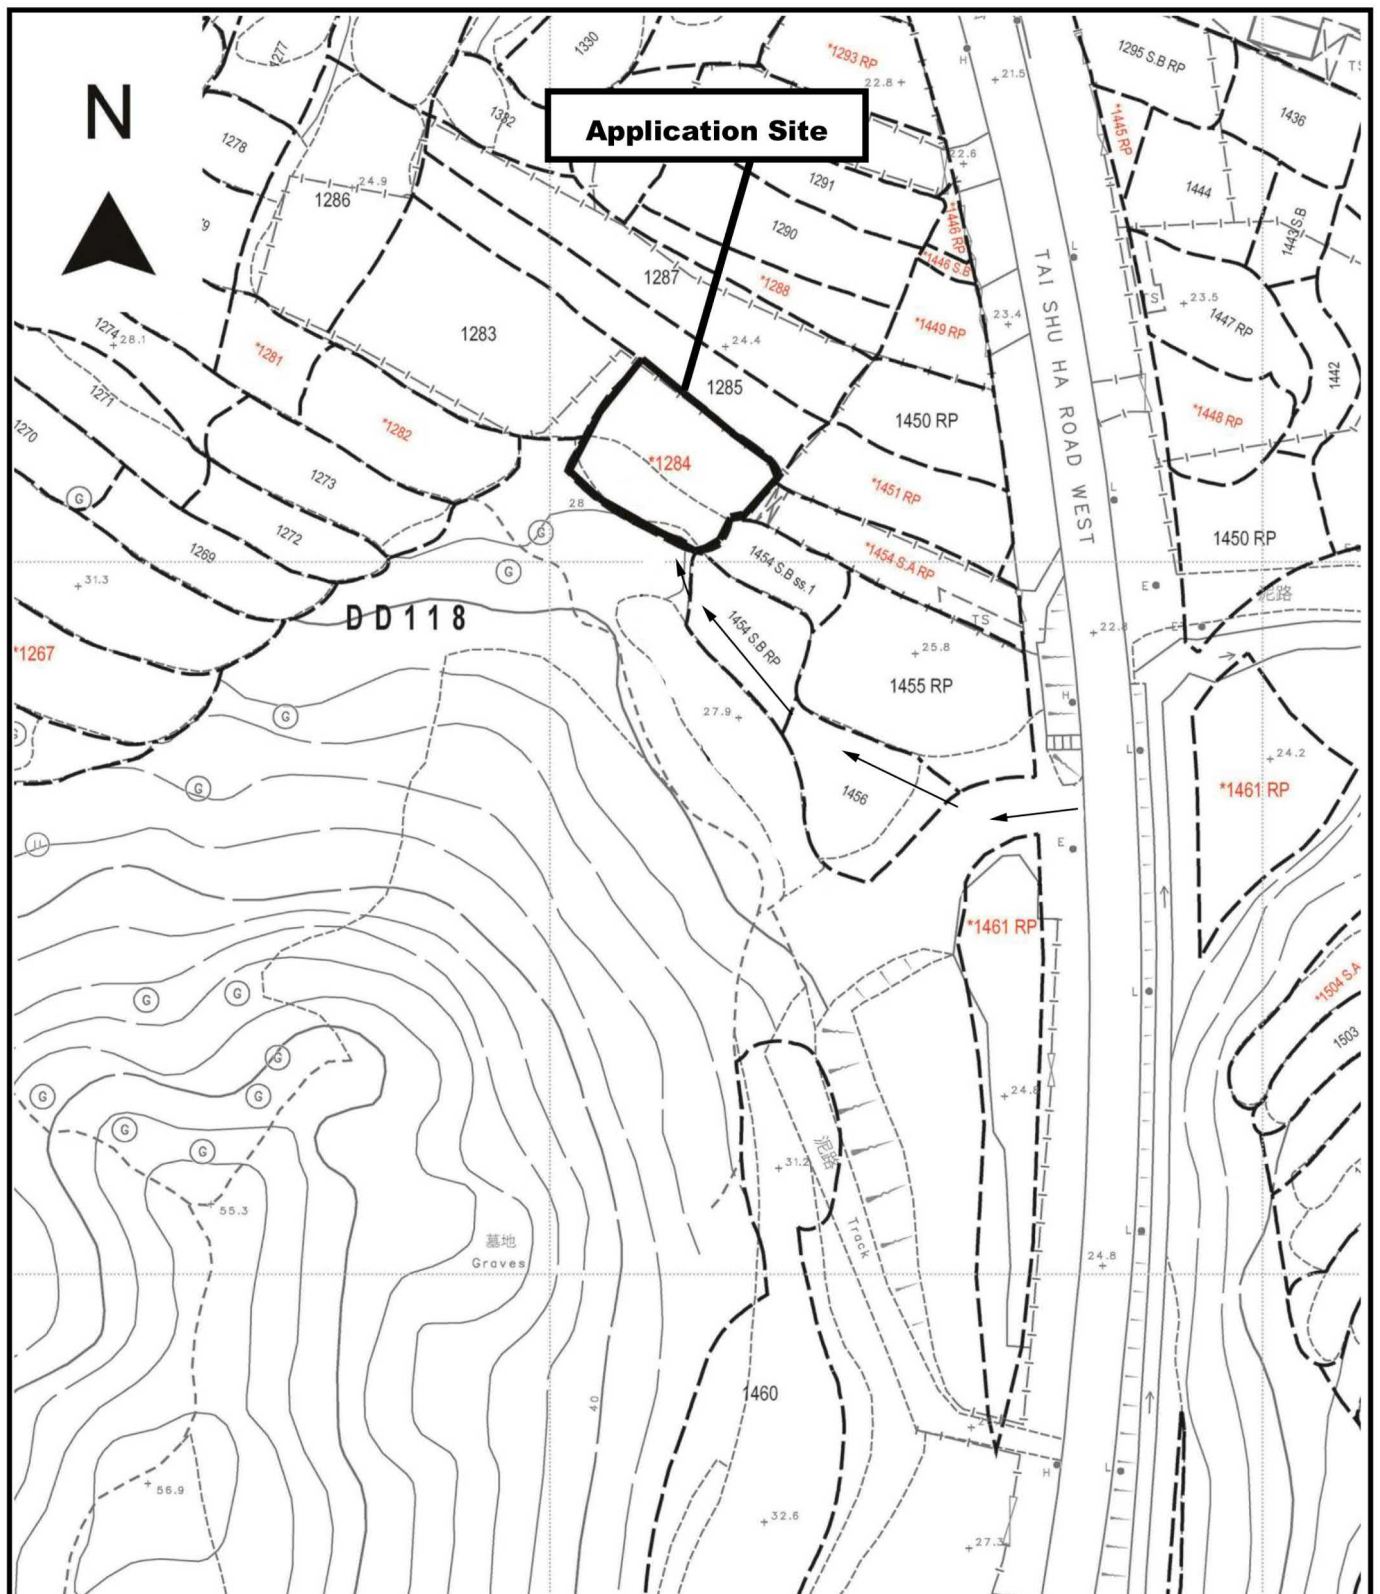 1277
1330
*1293 RP
22.8
H
21.5
1295 S.B RP
TS
N
1278
1332
Application Site
*1445 RP
1436
22.6
24.9
1286
1291
1444
1443 S.B
*1446 RP
1290
L
*1446 S.B
1287
*1288
TAI SHU HA ROAD WEST
TS
23.5
1447 RP
23.4
*1449 RP
1274
28.1
1283
24.4
*1281
1285
1442
1271
*1282
1450 RP
*1448 RP
1270
*1284
1273
G
*1451 RP
L
28
G
1272
1450 RP
1269
1454 S.B ss.1
*1454 S.A RP
G
31.3
E
泥路
DD118
TS
22.8
E
1454 S.B RP
*1267
25.8
1455 RP
H
G
27.9
L
24.2
G
1456
*1461 RP
E
*1461 RP
G
G
L
*1504 S.A
1503
G
G
G
24.8
G
G
泥路
31.2
55.3
Track
L
墓地
Graves
24.8
1460
40
H
L
56.9
32.6
27.3